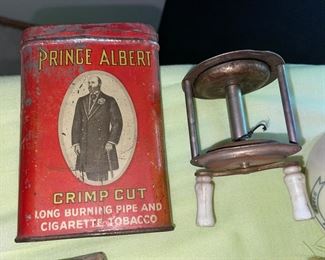 PRINCE ALBERT
CRIMP CUT
LONG BURNING PIPE AND
CIGARETTE TOBACCO